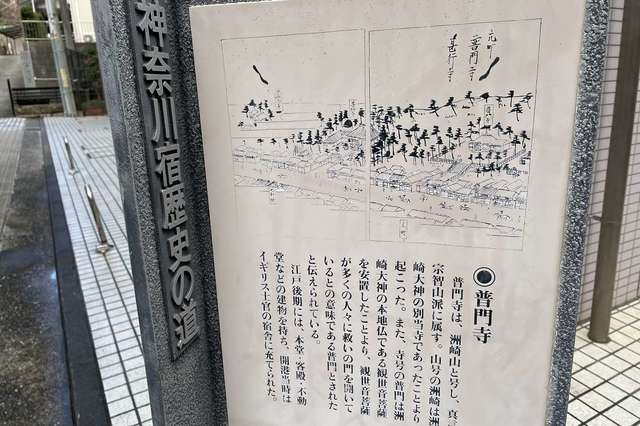 神奈川宿歴史の道
元町
普門寺
甚行寺
●普門寺
普門寺は、洲崎山と号し、真言
宗智山派に属す。山号の洲崎は洲
崎大神の別当寺であったことより
起こった。また、寺号の普門は洲
崎大神の本地仏である観世音菩薩
を安置したことより、観世音菩薩
が多くの人々に救いの門を開いて
いるとの意味である普門とされた
と伝えられている。
江戸後期には、本堂・客殿・不動
堂などの建物を持ち、開港当時は
イギリス士官の宿舎に充てられた。